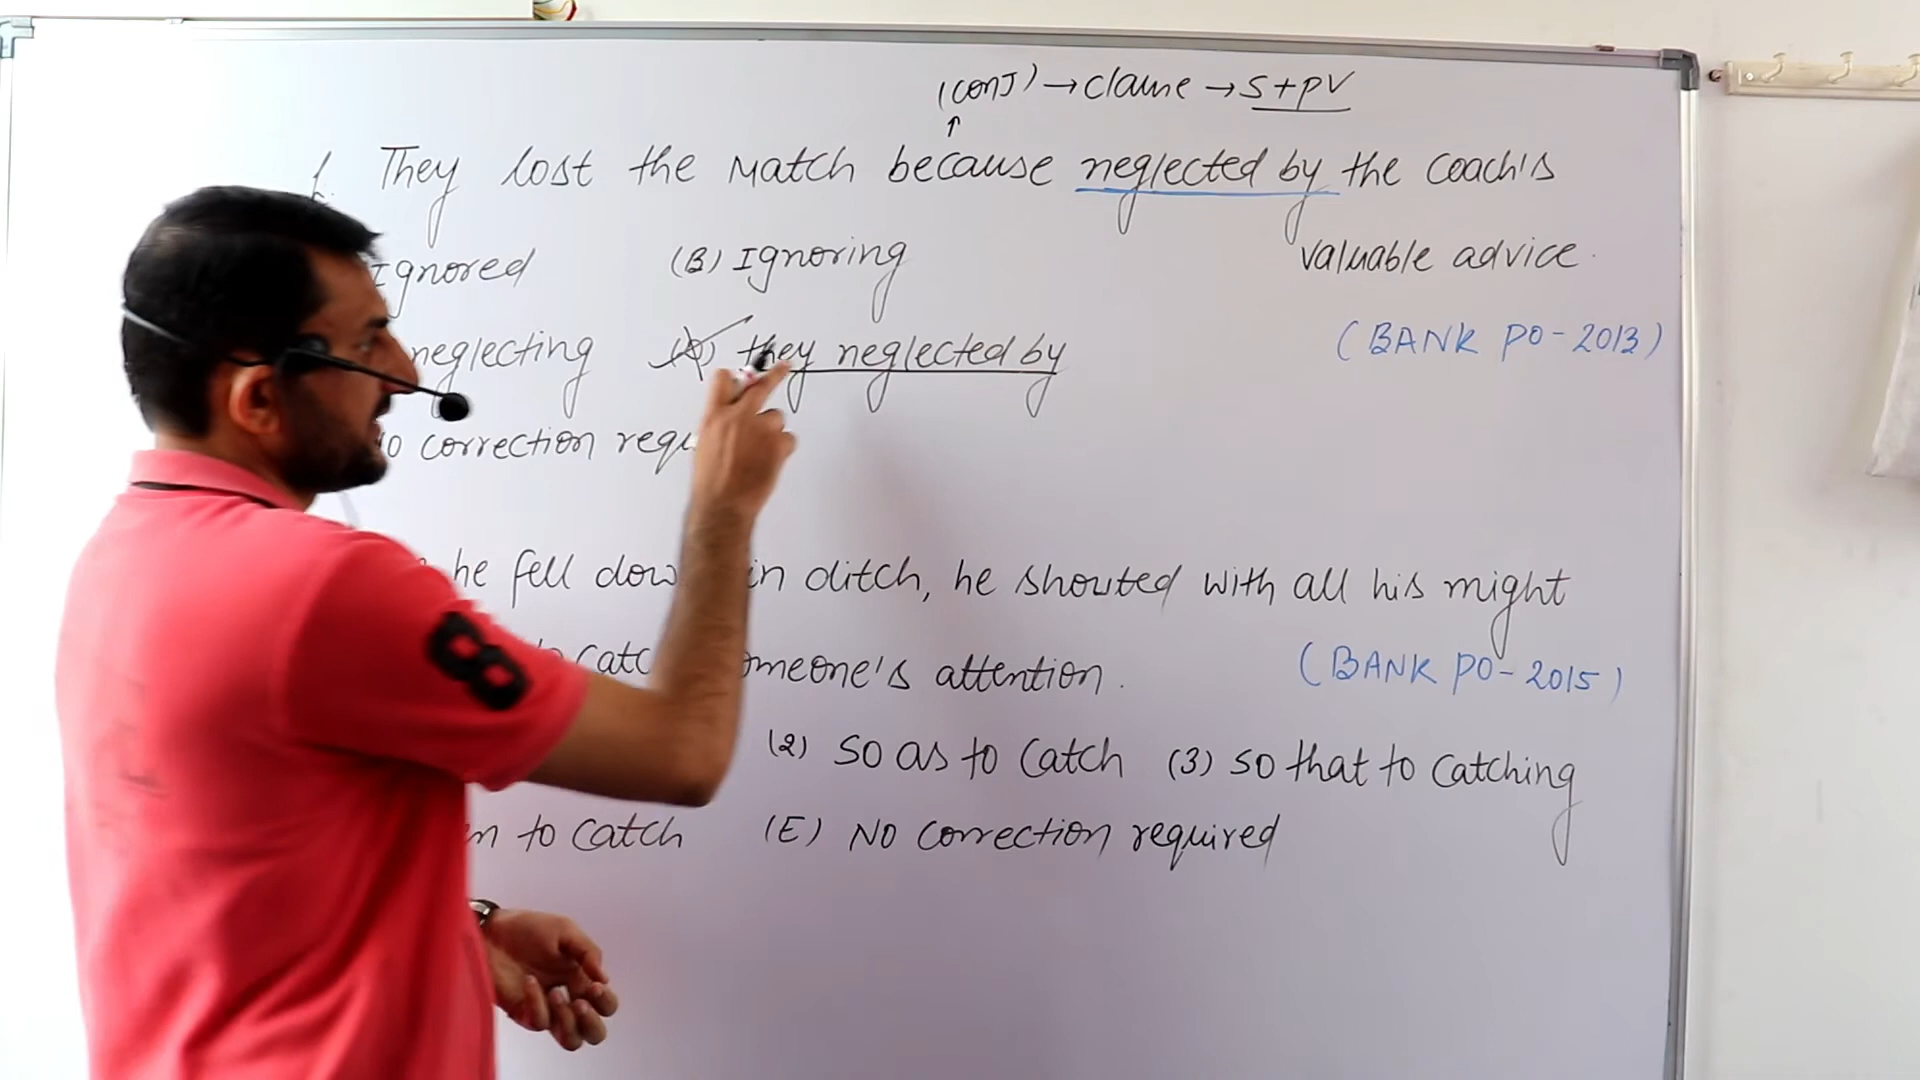 (conj) → clause → S + PV
↑
1. They lost the Match because neglected by the coach's
valuable advice.
Ignored (B) Ignoring
neglecting (D) they neglected by
(BANK PO - 2013)
No correction
he fell down in ditch, he shouted with all his might
someone's attention.
(BANK PO - 2015)
(2) so as to catch (3) so that to catching
to catch (E) NO correction required
8